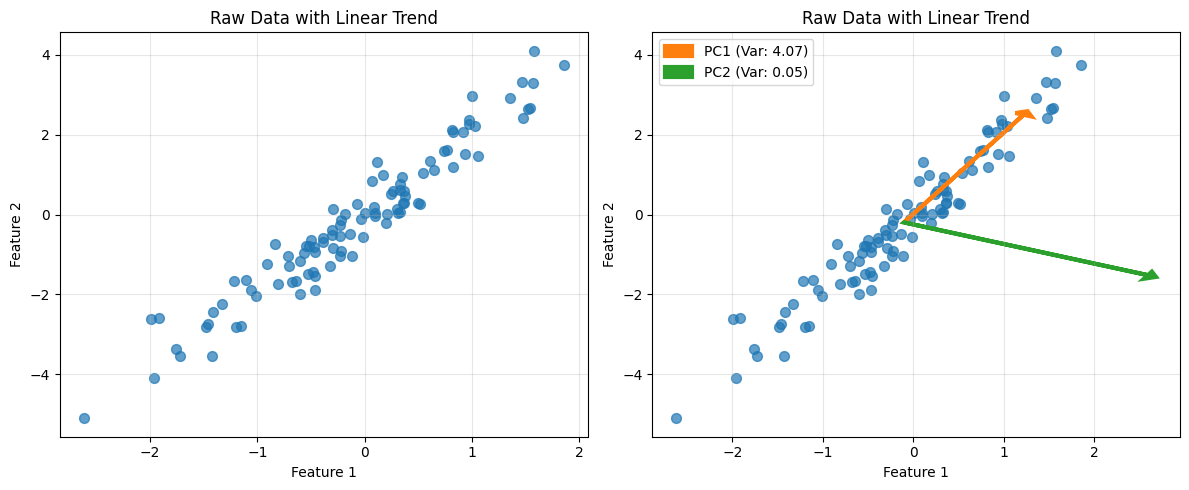 Raw Data with Linear Trend
4
2
0
−2
−4
−2
−1
0
1
2
Feature 1
Feature 2
Raw Data with Linear Trend
PC1 (Var: 4.07)
PC2 (Var: 0.05)
4
2
0
−2
−4
−2
−1
0
1
2
Feature 1
Feature 2